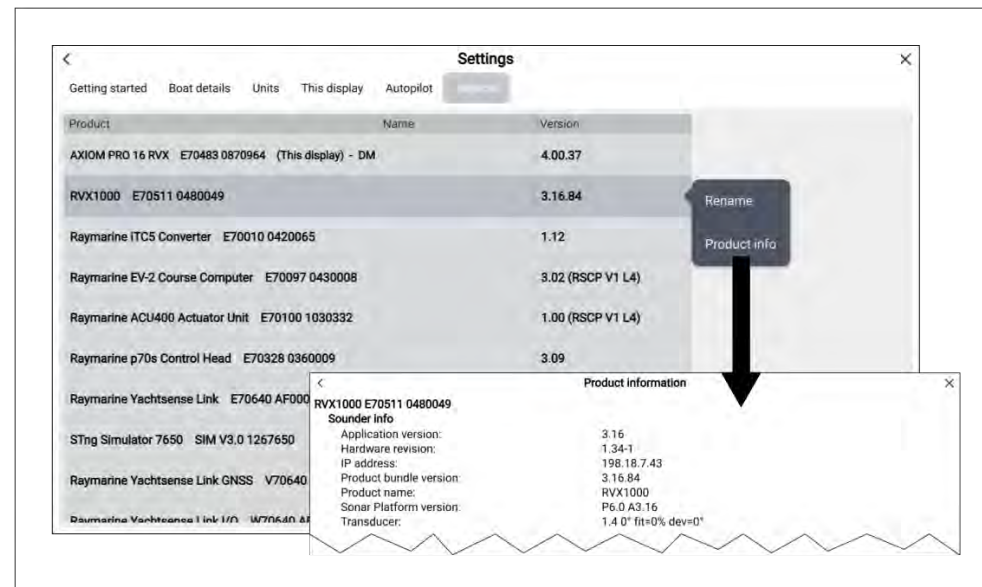 Settings
Getting started Boat details Units This display Autopilot
Product Name Version
AXIOM PRO 16 RVX E70483 0870964 (This display) - DM 4.00.37
RVX1000 E70511 0480049 3.16.84
Rename
Product info
Raymarine iTC5 Converter E70010 0420065 1.12
Raymarine EV-2 Course Computer E70097 0430008 3.02 (RSCP V1 L4)
Raymarine ACU400 Actuator Unit E70100 1030332 1.00 (RSCP V1 L4)
Raymarine p70s Control Head E70328 0360009 3.09
Raymarine Yachtsense Link E70640 AF000
STng Simulator 7650 SIM V3.0 1267650
Raymarine Yachtsense Link GNSS V70640
Raymarine Yachtsense Link I/O W70640
Product information
RVX1000 E70511 0480049
Sounder info
Application version: 3.16
Hardware revision: 1.34-1
IP address: 198.18.7.43
Product bundle version: 3.16.84
Product name: RVX1000
Sonar Platform version: P6.0 A3.16
Transducer: 1.4 0° fit=0% dev=0°